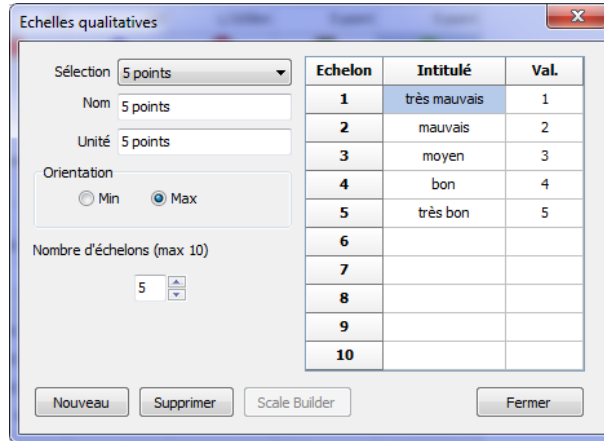 Echelles qualitatives
Sélection 5 points
Nom 5 points
Unité 5 points
Orientation
Min Max
Nombre d'échelons (max 10)
5
Echelon Intitulé Val.
1 très mauvais 1
2 mauvais 2
3 moyen 3
4 bon 4
5 très bon 5
6
7
8
9
10
Nouveau Supprimer Scale Builder Fermer